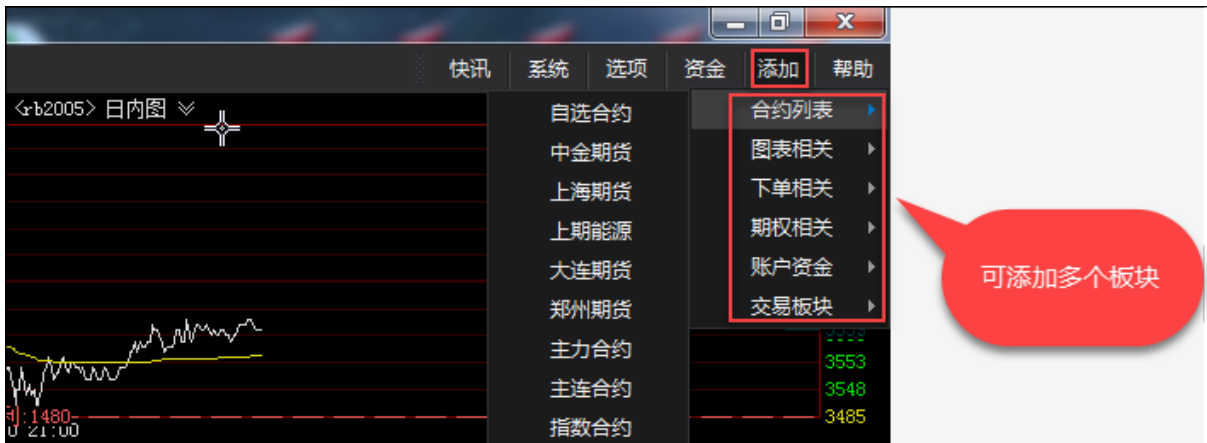 快讯 系统 选项 资金 添加 帮助
<rb2005> 日内图
自选合约 合约列表
中金期货 图表相关
上海期货 下单相关
上期能源 期权相关
大连期货 账户资金
郑州期货 交易板块
主力合约
主连合约
指数合约
可添加多个板块
3553
3548
3485
:1480
21:00